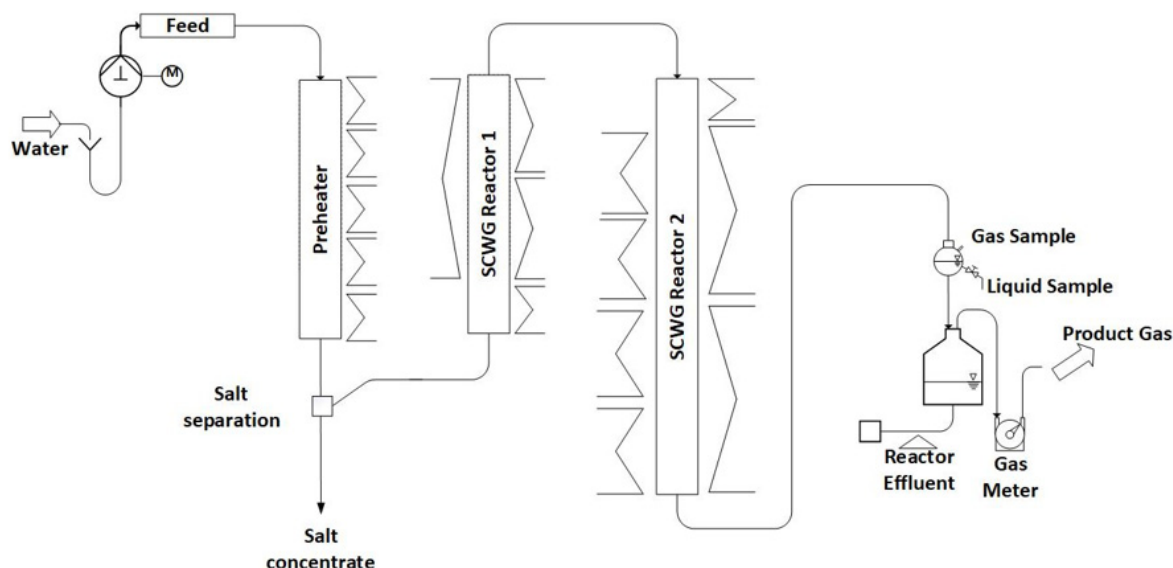 Feed
M
Water
Preheater
SCWG Reactor 1
SCWG Reactor 2
Salt
separation
Salt
concentrate
Gas Sample
Liquid Sample
Product Gas
Reactor
Effluent
Gas
Meter